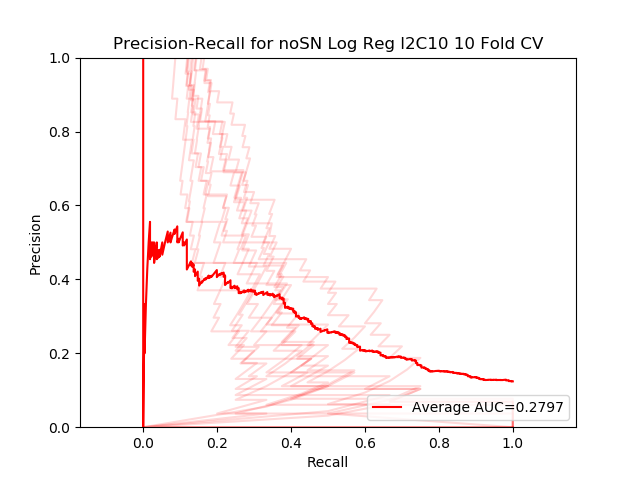 Precision-Recall for noSN Log Reg l2C10 10 Fold CV
1.0
0.8
0.6
0.4
0.2
0.0
Precision
0.0 0.2 0.4 0.6 0.8 1.0
Recall
Average AUC=0.2797